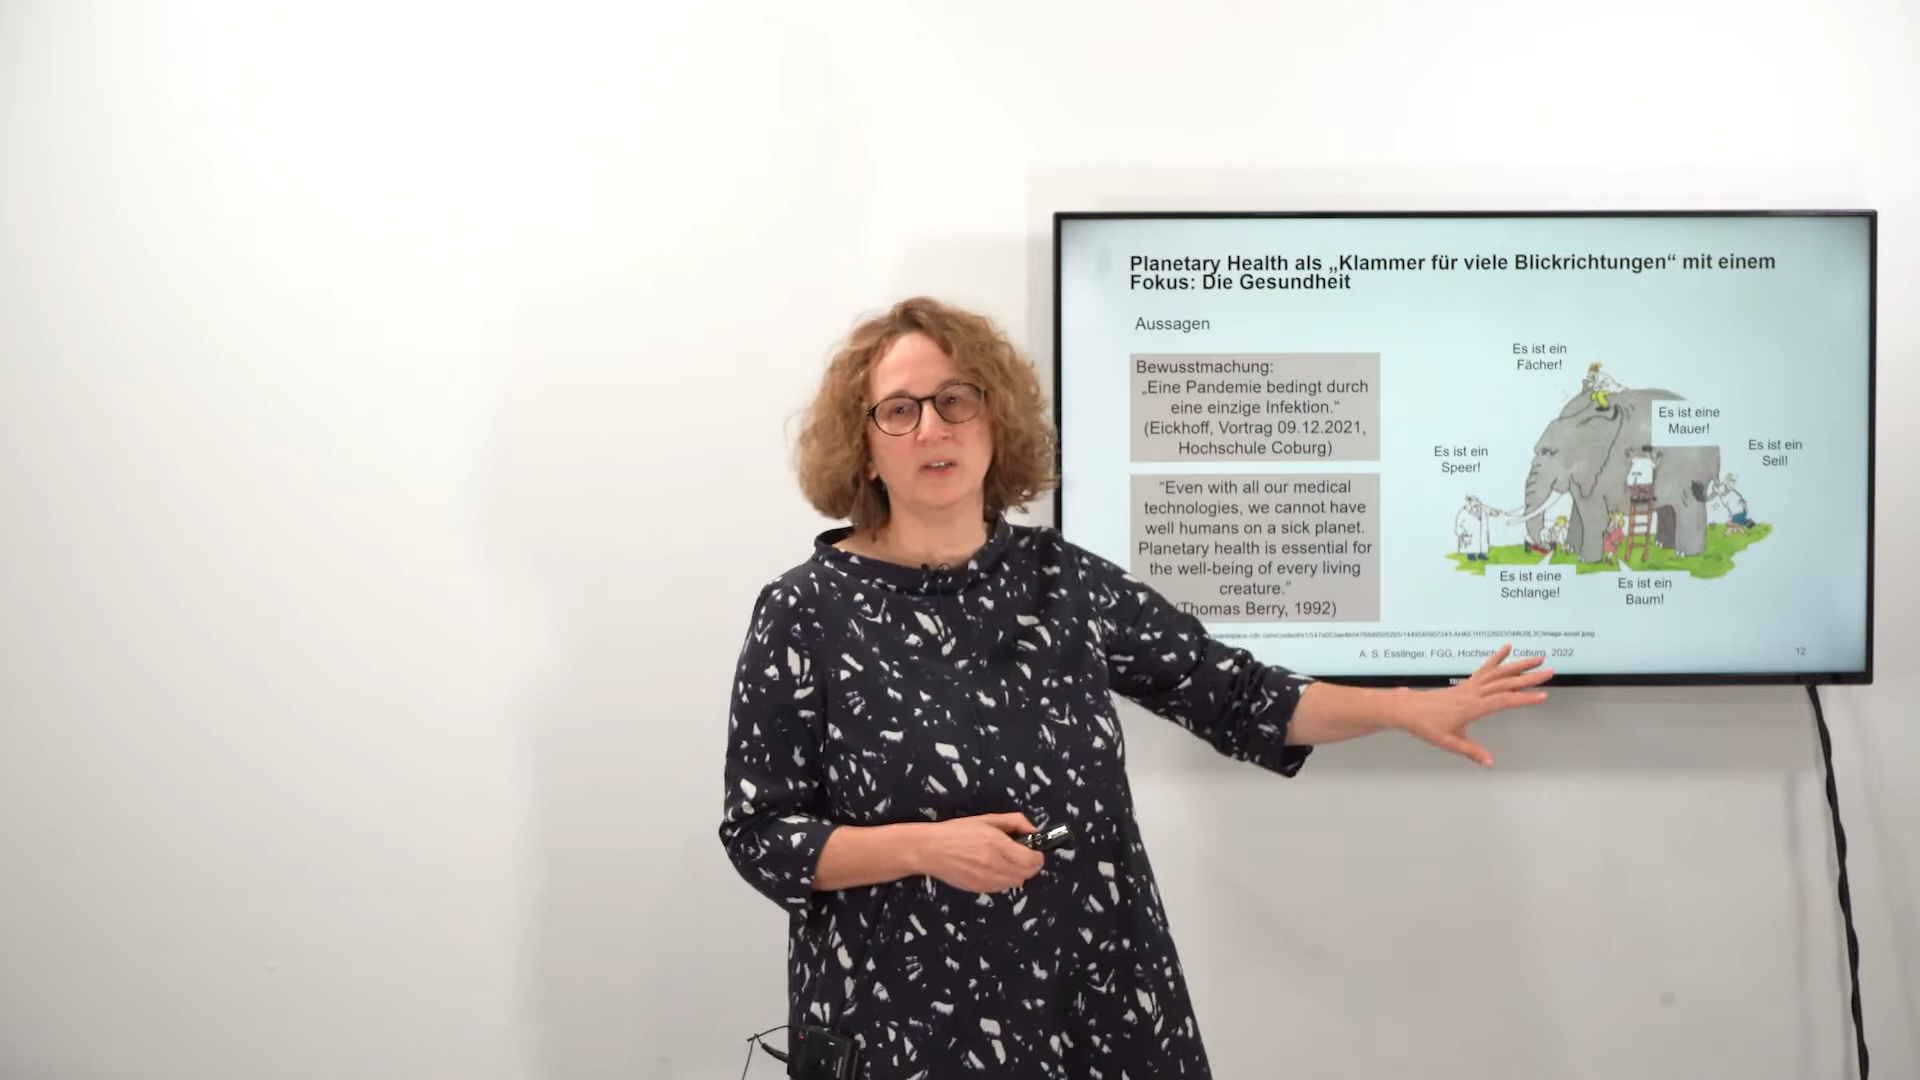 Planetary Health als „Klammer für viele Blickrichtungen“ mit einem
Fokus: Die Gesundheit
Aussagen
Bewusstmachung:
„Eine Pandemie bedingt durch
eine einzige Infektion.“
(Eickhoff, Vortrag 09.12.2021,
Hochschule Coburg)
“Even with all our medical
technologies, we cannot have
well humans on a sick planet.
Planetary health is essential for
the well-being of every living
creature.”
(Thomas Berry, 1992)
Es ist ein
Fächer!
Es ist eine
Mauer!
Es ist ein
Seil!
Es ist ein
Speer!
Es ist eine
Schlange!
Es ist ein
Baum!
A. S. Esslinger, FGG, Coburg, 2022
12